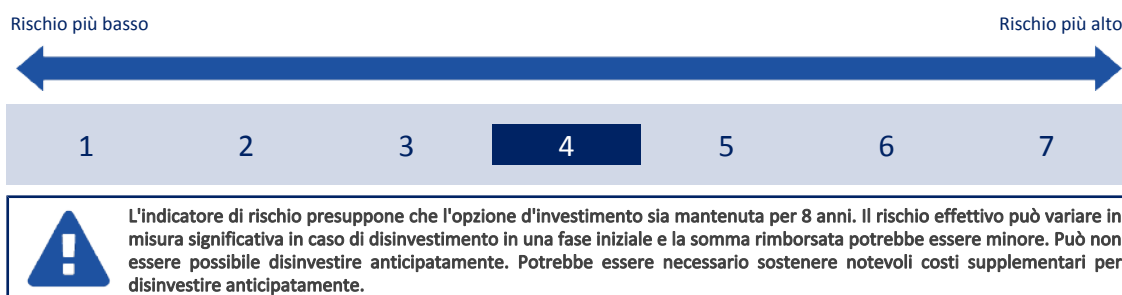 Rischio più basso Rischio più alto
1 2 3 4 5 6 7
L'indicatore di rischio presuppone che l'opzione d'investimento sia mantenuta per 8 anni. Il rischio effettivo può variare in
misura significativa in caso di disinvestimento in una fase iniziale e la somma rimborsata potrebbe essere minore. Può non
essere possibile disinvestire anticipatamente. Potrebbe essere necessario sostenere notevoli costi supplementari per
disinvestire anticipatamente.